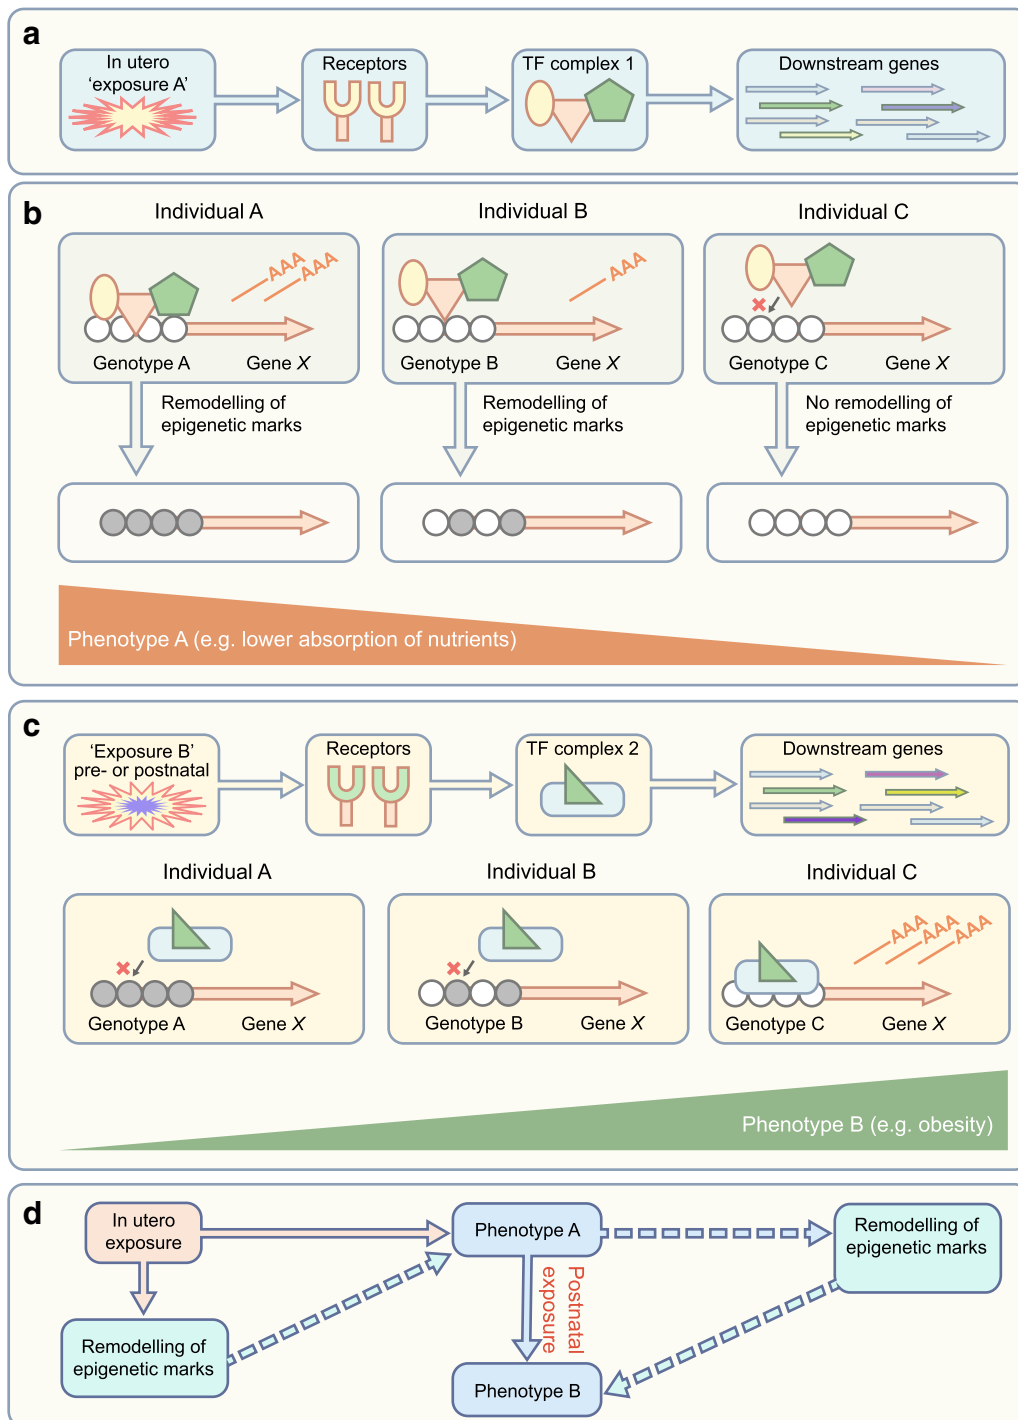 a
In utero
‘exposure A’
Receptors
TF complex 1
Downstream genes
b
Individual A
Individual B
Individual C
AAA
AAA
AAA
Genotype A
Gene X
Genotype B
Gene X
Genotype C
Gene X
Remodelling of
epigenetic marks
Remodelling of
epigenetic marks
No remodelling of
epigenetic marks
Phenotype A (e.g. lower absorption of nutrients)
c
‘Exposure B’
pre- or postnatal
Receptors
TF complex 2
Downstream genes
Individual A
Individual B
Individual C
AAA
AAA
AAA
Genotype A
Gene X
Genotype B
Gene X
Genotype C
Gene X
Phenotype B (e.g. obesity)
d
In utero
exposure
Phenotype A
Remodelling of
epigenetic marks
Postnatal
exposure
Remodelling of
epigenetic marks
Phenotype B